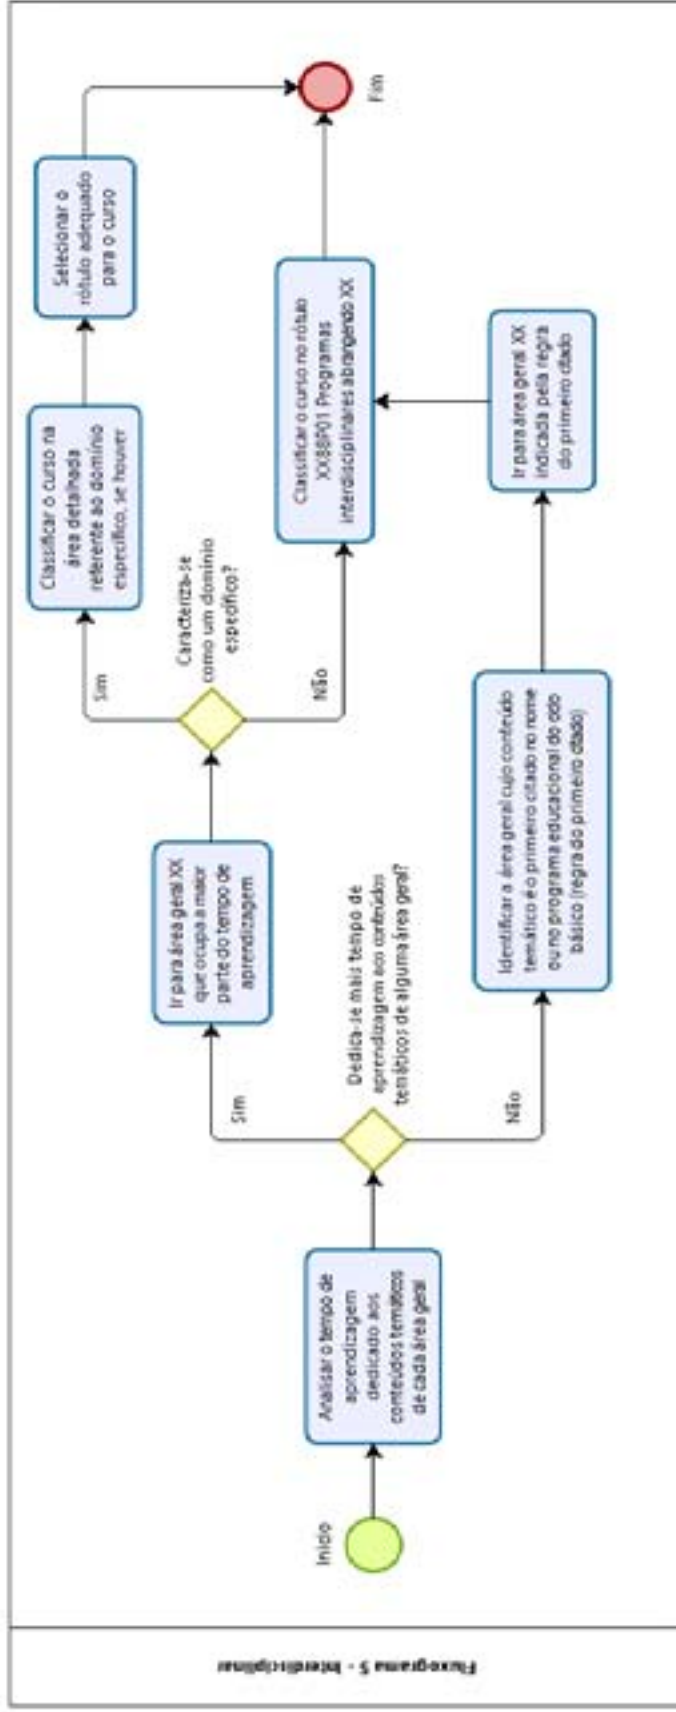 Fluxograma 5 - Interdisciplinar
Início
Analisar o tempo de
aprendizagem
dedicado aos
conteúdos temáticos
de cada área geral
Dedica-se mais tempo de
aprendizagem aos conteúdos
temáticos de alguma área geral?
Sim
Ir para área geral XX
que ocupa a maior
parte do tempo de
aprendizagem
Caracteriza-se
como um domínio
específico?
Sim
Classificar o curso na
área detalhada
referente ao domínio
específico, se houver
Selecionar o
rótulo adequado
para o curso
Não
Classificar o curso no rótulo
XX88P01 Programas
interdisciplinares abrangendo XX
Não
Identificar a área geral cujo conteúdo
temático é o primeiro citado no nome
ou no programa educacional do ciclo
básico (regra do primeiro citado)
Ir para área geral XX
indicada pela regra
do primeiro citado
Fim